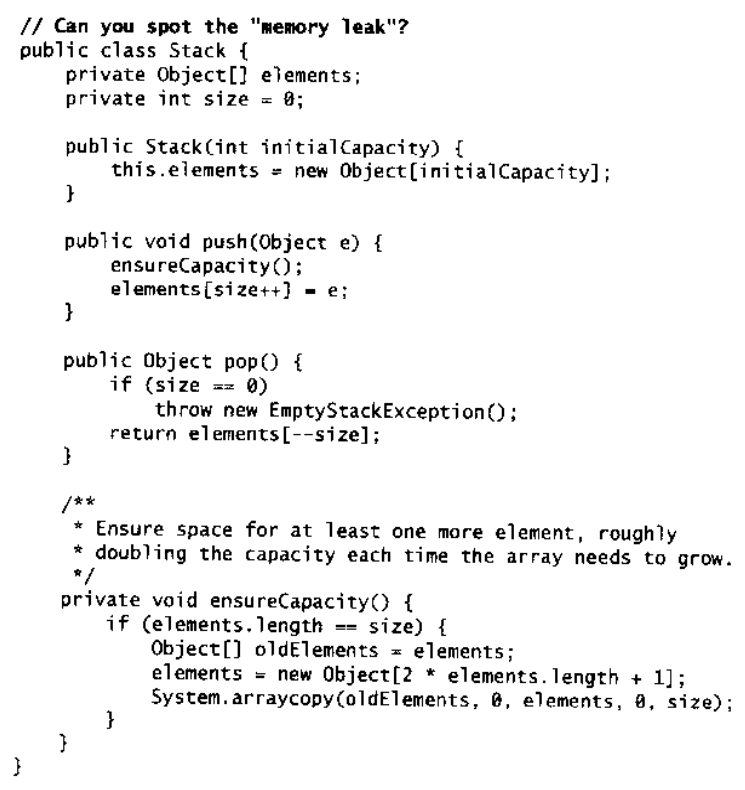 // Can you spot the "memory leak"?
public class Stack {
    private Object[] elements;
    private int size = 0;

    public Stack(int initialCapacity) {
        this.elements = new Object[initialCapacity];
    }

    public void push(Object e) {
        ensureCapacity();
        elements[size++] = e;
    }

    public Object pop() {
        if (size == 0)
            throw new EmptyStackException();
        return elements[--size];
    }

    /**
     * Ensure space for at least one more element, roughly
     * doubling the capacity each time the array needs to grow.
     */
    private void ensureCapacity() {
        if (elements.length == size) {
            Object[] oldElements = elements;
            elements = new Object[2 * elements.length + 1];
            System.arraycopy(oldElements, 0, elements, 0, size);
        }
    }
}